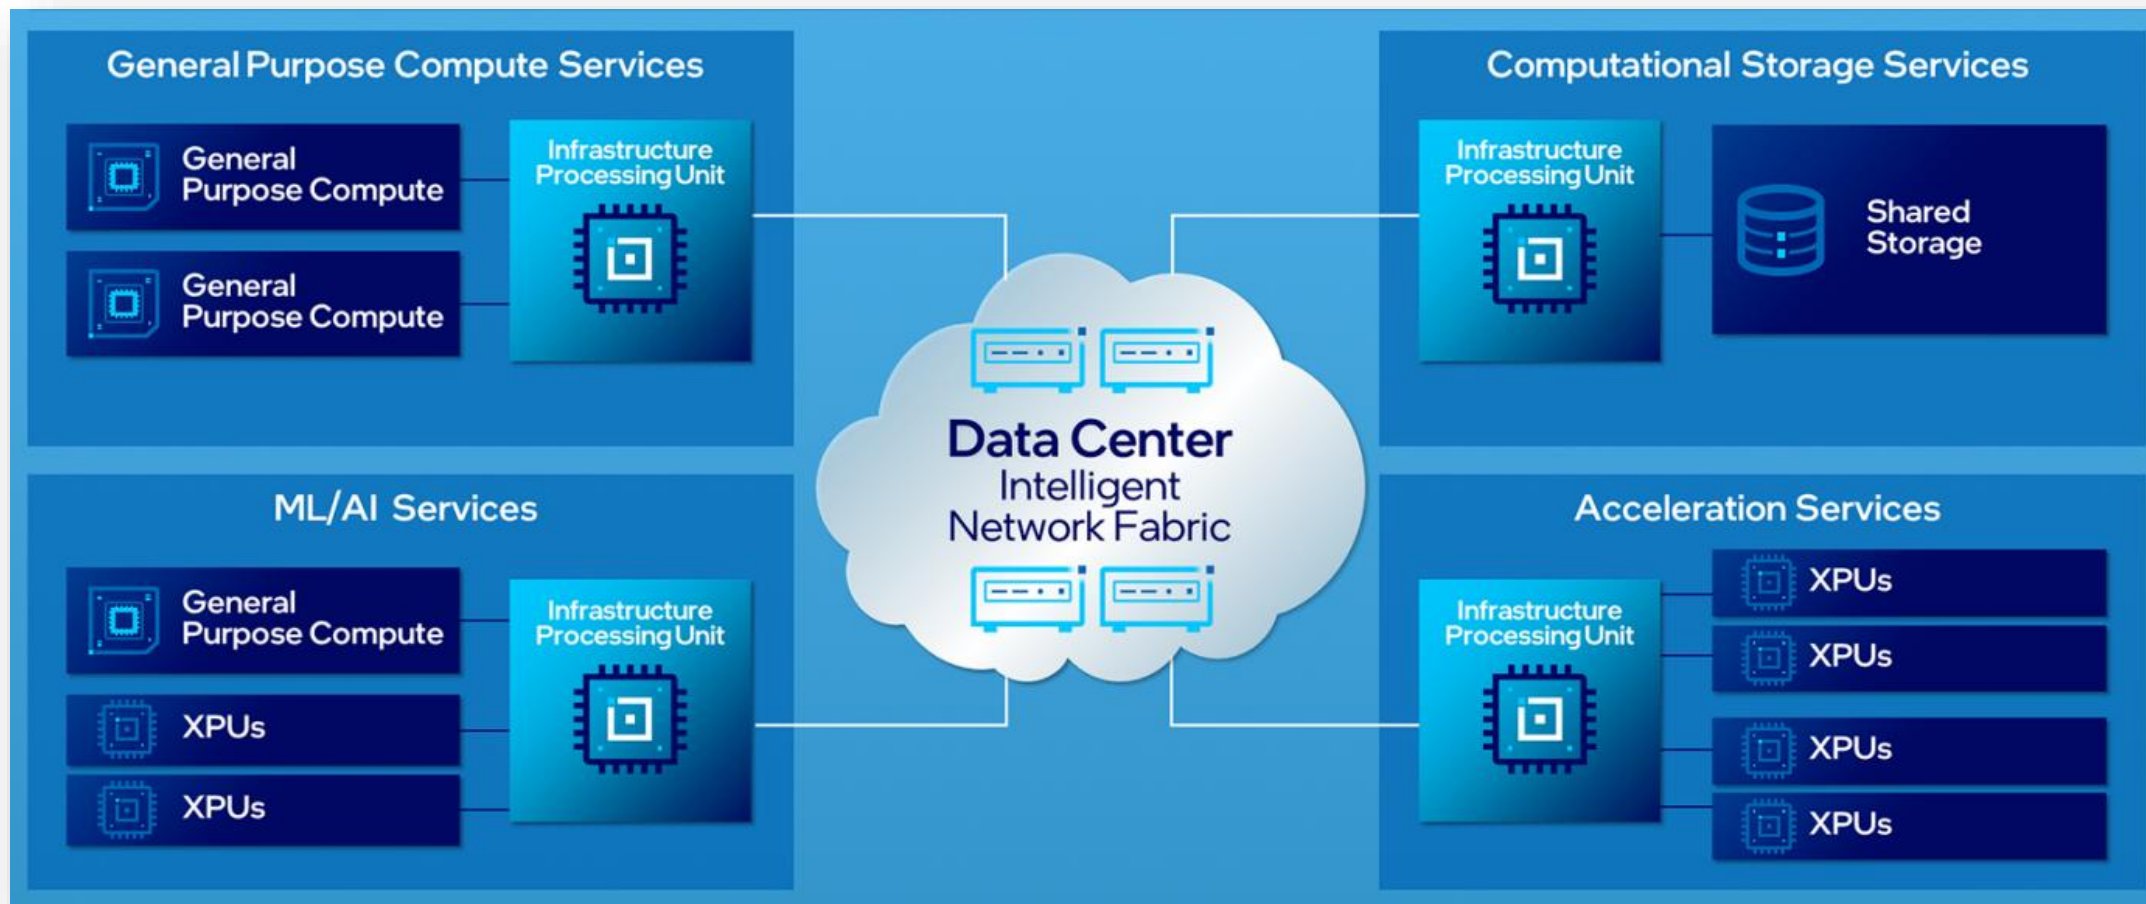 General Purpose Compute Services
General
Purpose Compute
General
Purpose Compute
Infrastructure
Processing Unit
Computational Storage Services
Infrastructure
Processing Unit
Shared
Storage
Data Center
Intelligent
Network Fabric
ML/AI Services
General
Purpose Compute
XPUs
XPUs
Infrastructure
Processing Unit
Acceleration Services
Infrastructure
Processing Unit
XPUs
XPUs
XPUs
XPUs